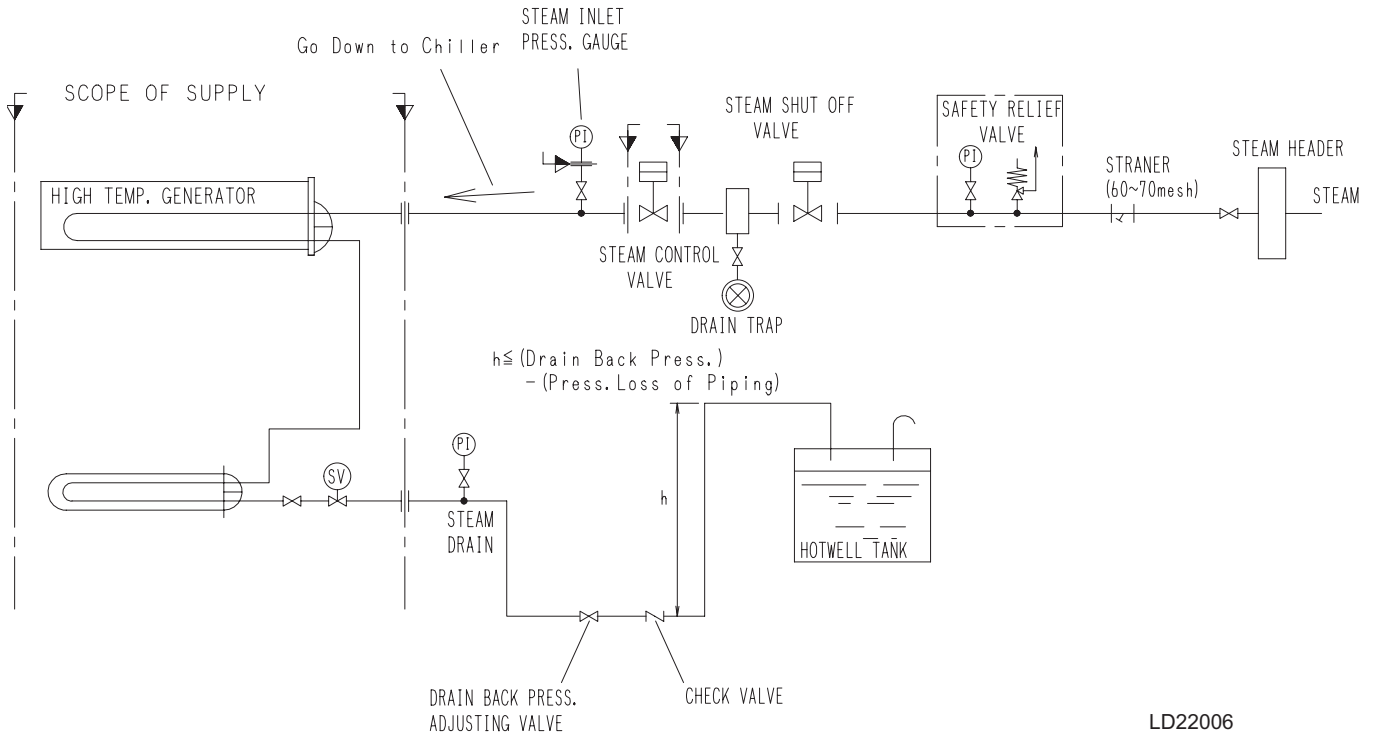 STEAM INLET
PRESS. GAUGE
Go Down to Chiller
SCOPE OF SUPPLY
STEAM SHUT OFF
VALVE
SAFETY RELIEF
VALVE
STRANER
(60~70mesh)
STEAM HEADER
STEAM
PI
PI
HIGH TEMP. GENERATOR
STEAM CONTROL
VALVE
DRAIN TRAP
h≦(Drain Back Press.)
-(Press.Loss of Piping)
PI
SV
h
STEAM
DRAIN
HOTWELL TANK
DRAIN BACK PRESS.
ADJUSTING VALVE
CHECK VALVE
LD22006